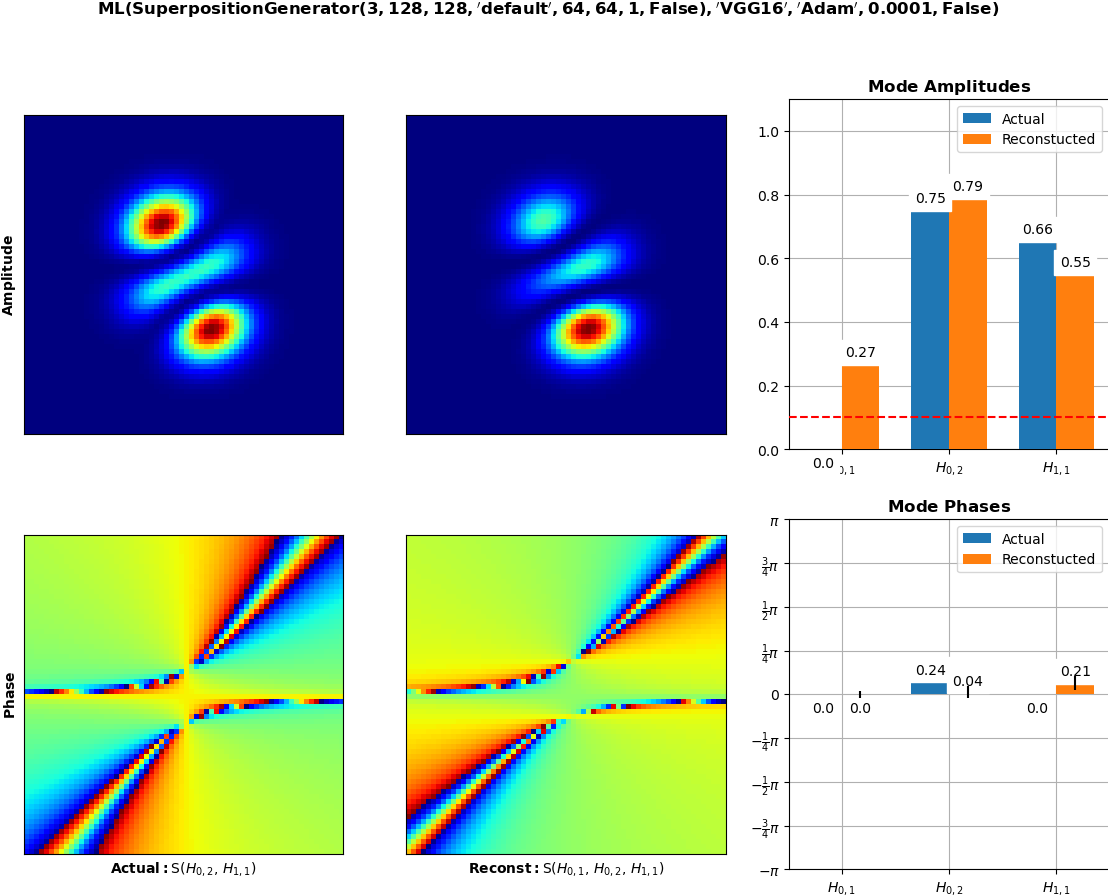 ML(SuperpositionGenerator(3, 128, 128, 'default', 64, 64, 1, False), 'VGG16', 'Adam', 0.0001, False)
Amplitude
Mode Amplitudes
Actual
Reconstucted
1.0
0.8
0.6
0.4
0.2
0.0
0.0
0.27
0.75
0.79
0.66
0.55
0,1
H0,2
H1,1
Phase
Actual: S(H0,2, H1,1)
Reconst: S(H0,1, H0,2, H1,1)
Mode Phases
Actual
Reconstucted
π
3/4π
1/2π
1/4π
0
−1/4π
−1/2π
−3/4π
−π
0.0
0.0
0.24
0.04
0.0
0.21
H0,1
H0,2
H1,1